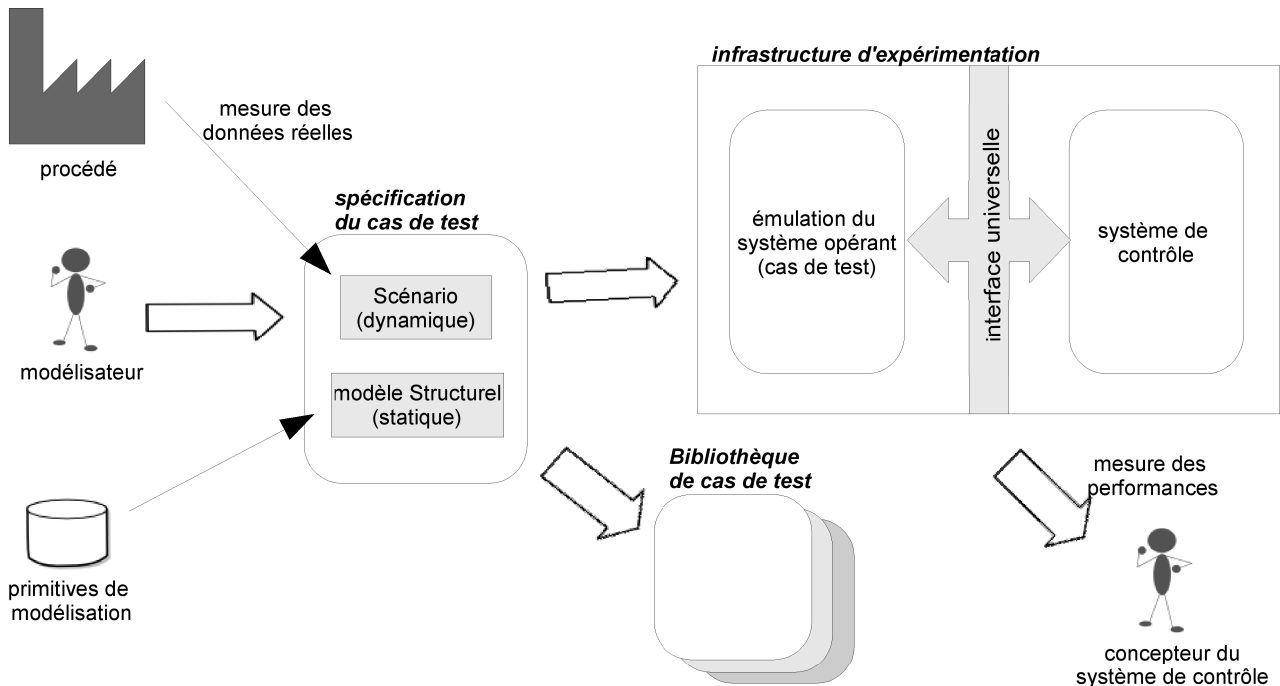 infrastructure d'expérimentation
mesure des
données réelles
procédé
spécification
du cas de test
émulation du
système opérant
(cas de test)
interface universelle
système de
contrôle
Scénario
(dynamique)
modélisateur
modèle Structurel
(statique)
Bibliothèque
de cas de test
mesure des
performances
primitives de
modélisation
concepteur du
système de contrôle